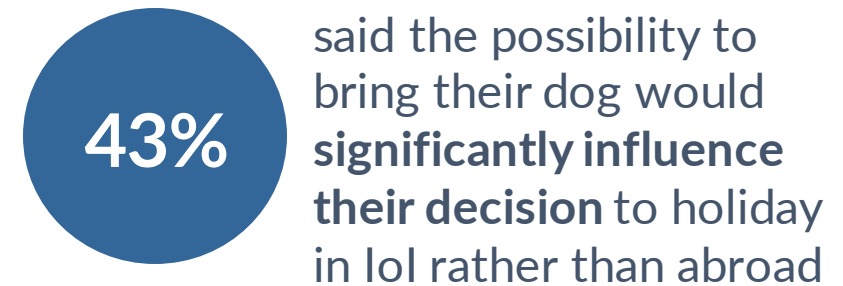 43%
said the possibility to
bring their dog would
significantly influence
their decision to holiday
in IoI rather than abroad